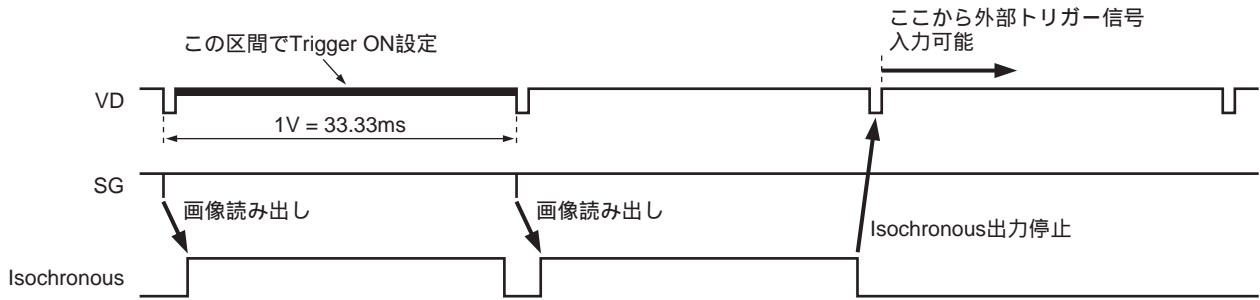 ここから外部トリガー信号
入力可能
この区間でTrigger ON設定
VD
1V = 33.33ms
SG
画像読み出し
画像読み出し
Isochronous出力停止
Isochronous